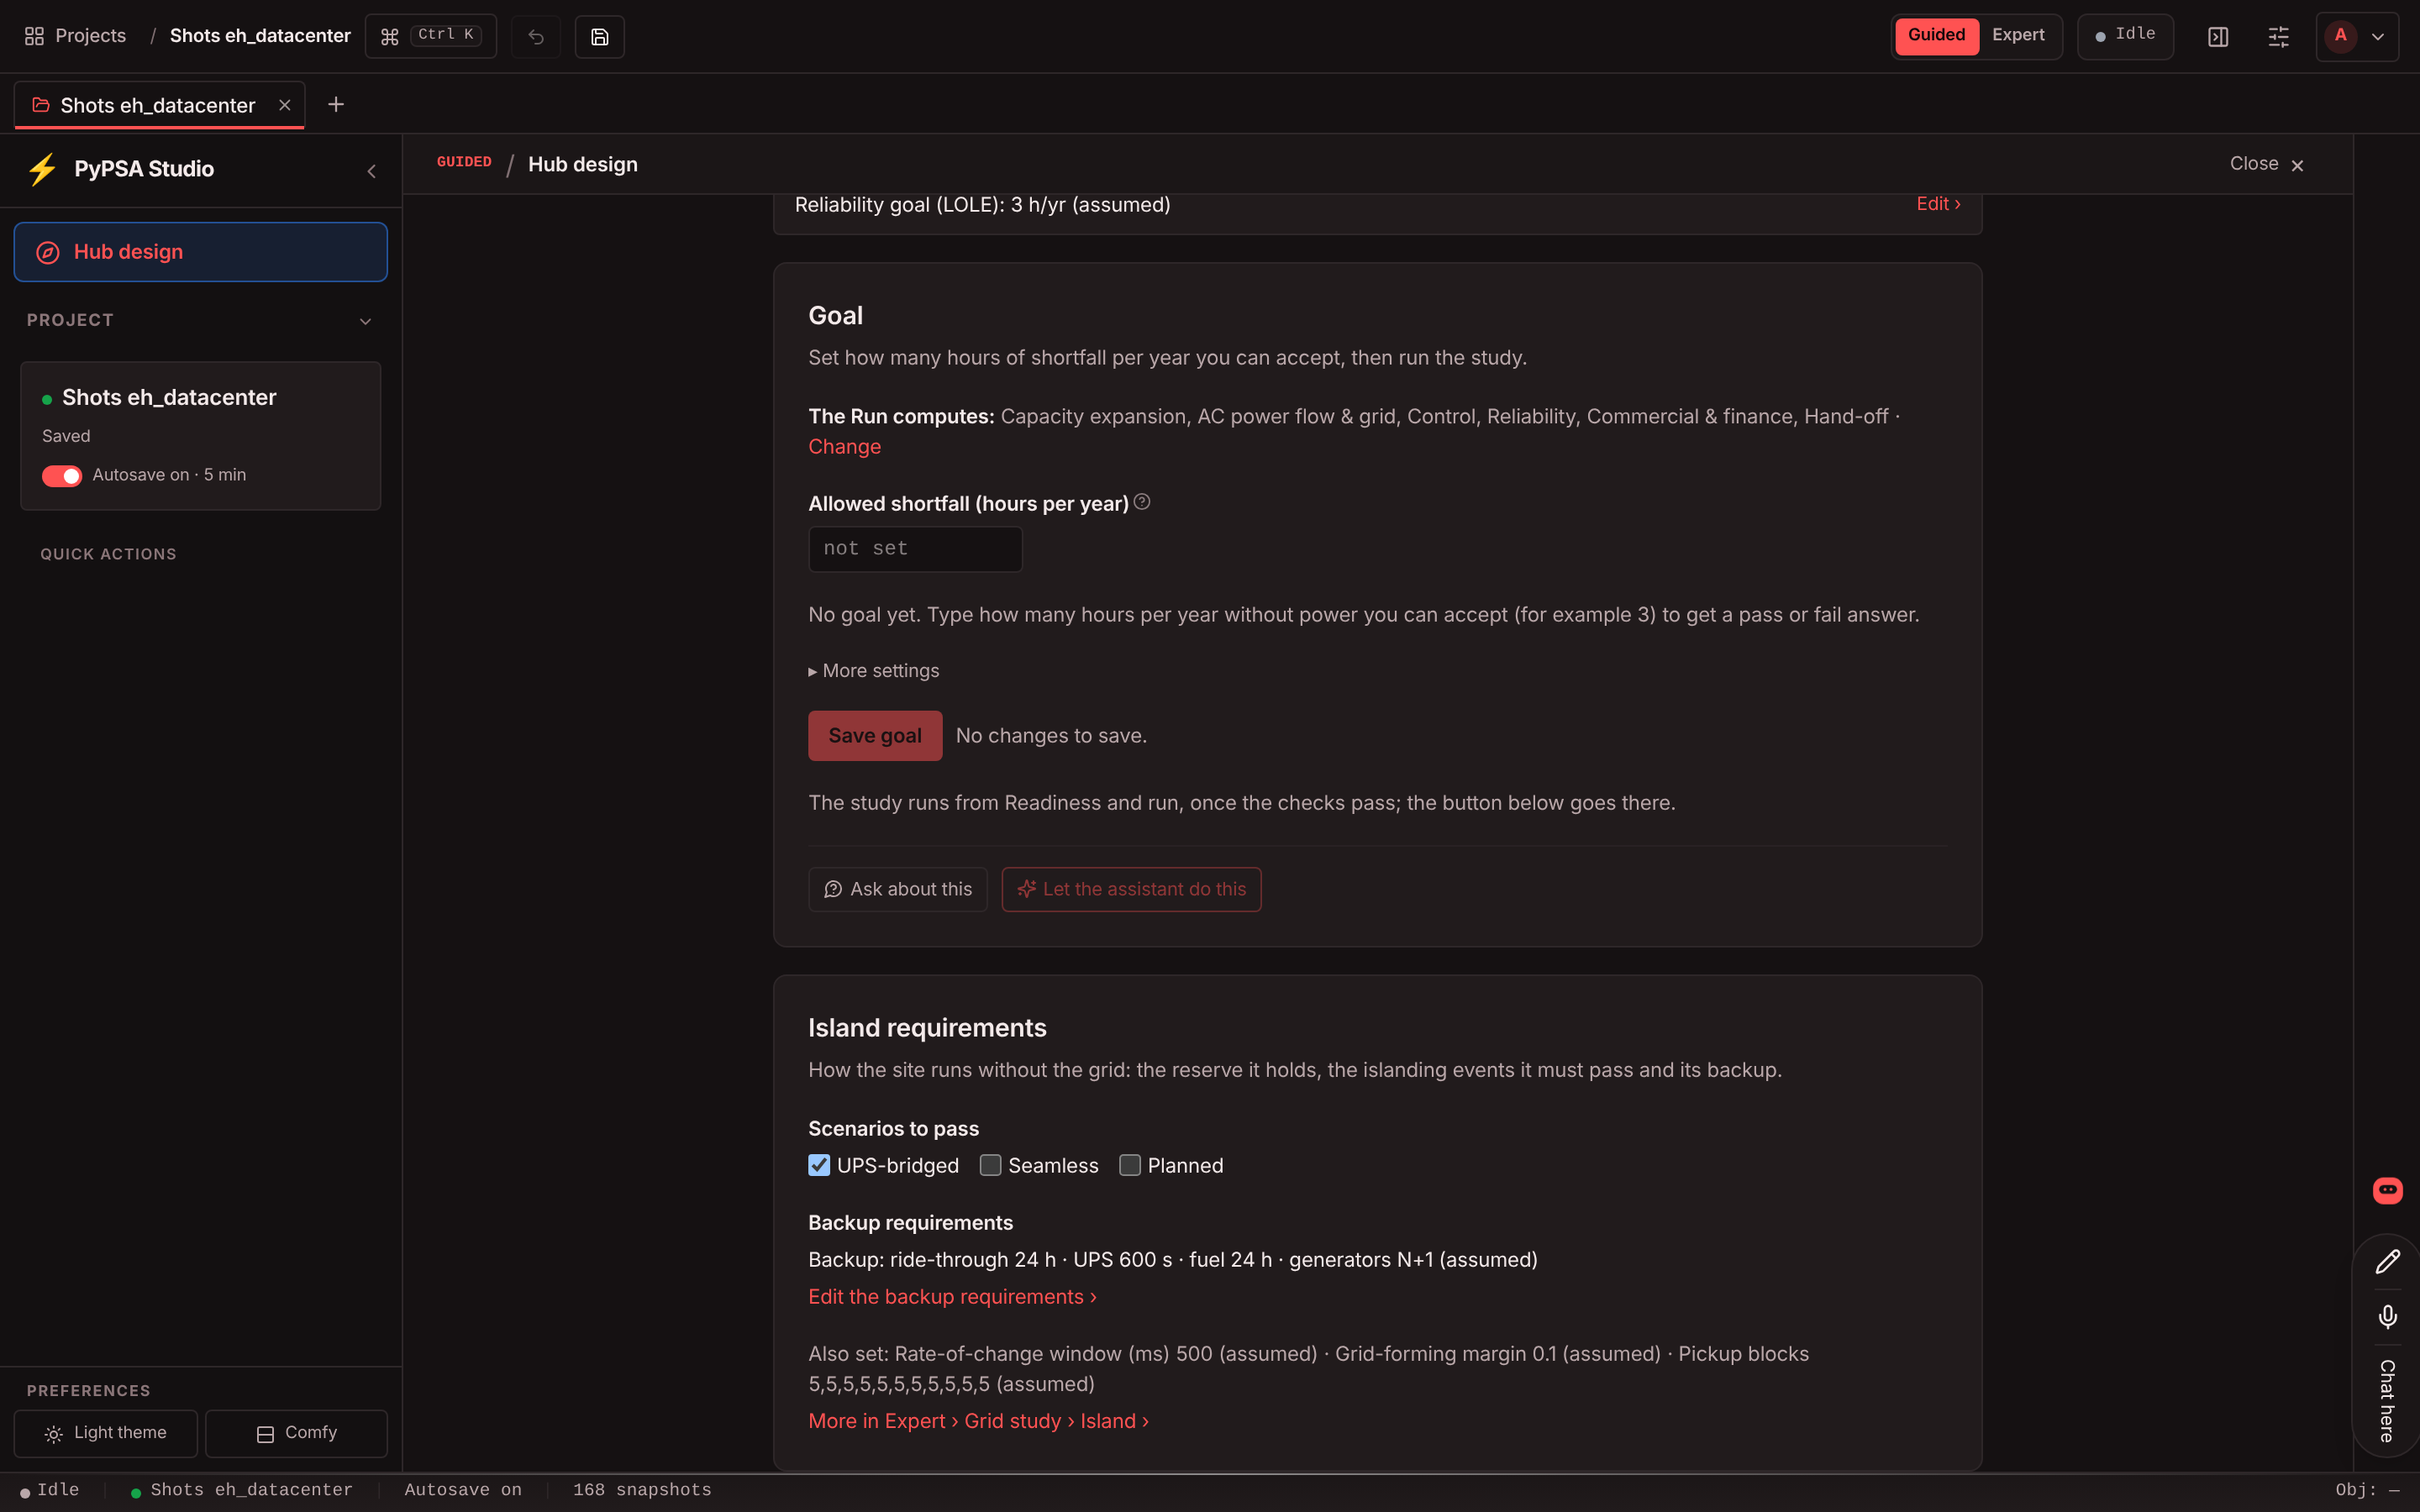 Projects / Shots eh_datacenter Ctrl K Guided Expert Idle A
Shots eh_datacenter
PyPSA Studio
Hub design
PROJECT
Shots eh_datacenter
Saved
Autosave on · 5 min
QUICK ACTIONS
PREFERENCES
Light theme Comfy
GUIDED / Hub design Close
Reliability goal (LOLE): 3 h/yr (assumed) Edit ›
Goal
Set how many hours of shortfall per year you can accept, then run the study.
The Run computes: Capacity expansion, AC power flow & grid, Control, Reliability, Commercial & finance, Hand-off ·
Change
Allowed shortfall (hours per year)
not set
No goal yet. Type how many hours per year without power you can accept (for example 3) to get a pass or fail answer.
▸ More settings
Save goal No changes to save.
The study runs from Readiness and run, once the checks pass; the button below goes there.
Ask about this Let the assistant do this
Island requirements
How the site runs without the grid: the reserve it holds, the islanding events it must pass and its backup.
Scenarios to pass
UPS-bridged Seamless Planned
Backup requirements
Backup: ride-through 24 h · UPS 600 s · fuel 24 h · generators N+1 (assumed)
Edit the backup requirements ›
Also set: Rate-of-change window (ms) 500 (assumed) · Grid-forming margin 0.1 (assumed) · Pickup blocks
5,5,5,5,5,5,5,5,5,5,5 (assumed)
More in Expert › Grid study › Island ›
Chat here
Idle Shots eh_datacenter Autosave on 168 snapshots Obj: —